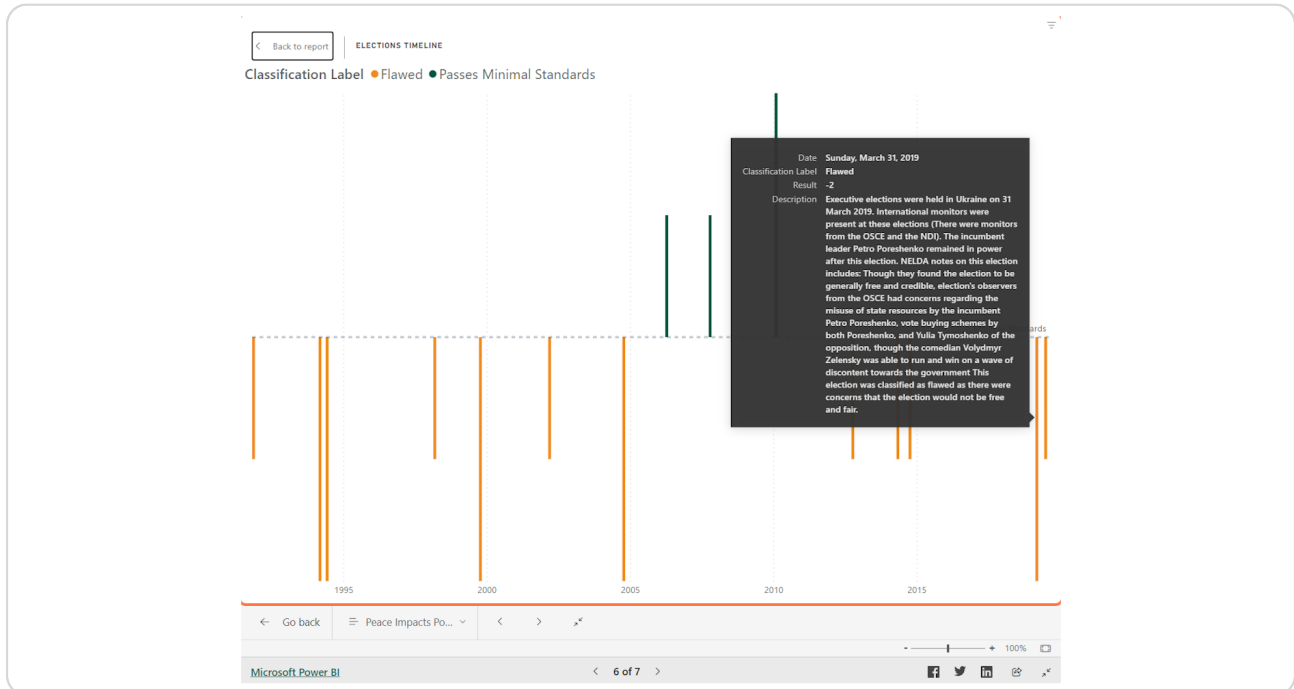 Back to report
ELECTIONS TIMELINE
Classification Label Flawed Passes Minimal Standards
Date Sunday, March 31, 2019
Classification Label Flawed
Result -2
Description Executive elections were held in Ukraine on 31
March 2019. International monitors were
present at these elections (There were monitors
from the OSCE and the NDI). The incumbent
leader Petro Poreshenko remained in power
after this election. NELDA notes on this election
includes: Though they found the election to be
generally free and credible, election's observers
from the OSCE had concerns regarding the
misuse of state resources by the incumbent
Petro Poreshenko, vote buying schemes by
both Poreshenko, and Yulia Tymoshenko of the
opposition, though the comedian Volydmyr
Zelensky was able to run and win on a wave of
discontent towards the government This
election was classified as flawed as there were
concerns that the election would not be free
and fair.
ards
1995 2000 2005 2010 2015
Go back Peace Impacts Po...
- + 100%
Microsoft Power BI 6 of 7